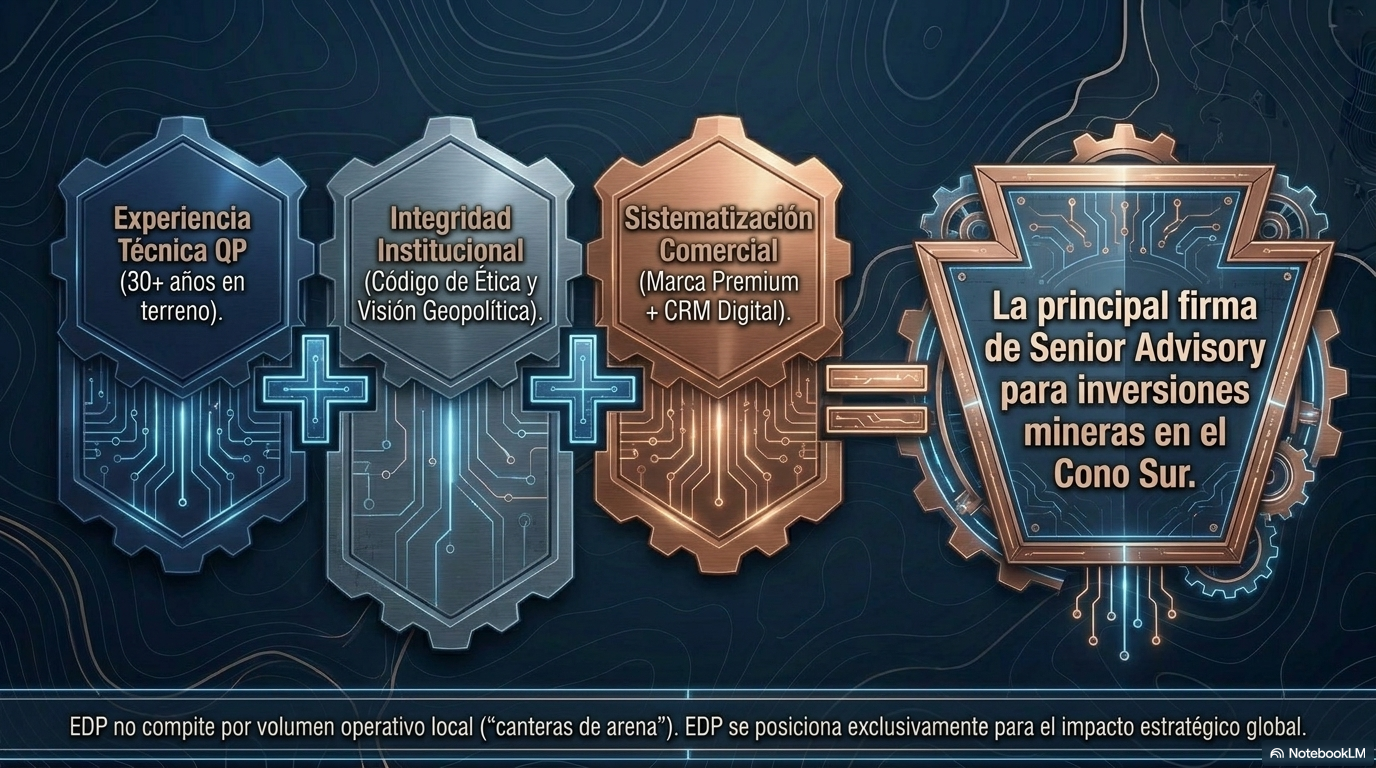 Experiencia
Técnica QP
(30+ años en
terreno).
Integridad
Institucional
(Código de Ética y
Visión Geopolítica).
Sistematización
Comercial
(Marca Premium
+ CRM Digital).
La principal firma
de Senior Advisory
para inversiones
mineras en el
Cono Sur.
EDP no compite por volumen operativo local (“canteras de arena”). EDP se posiciona exclusivamente para el impacto estratégico global.
NotebookLM